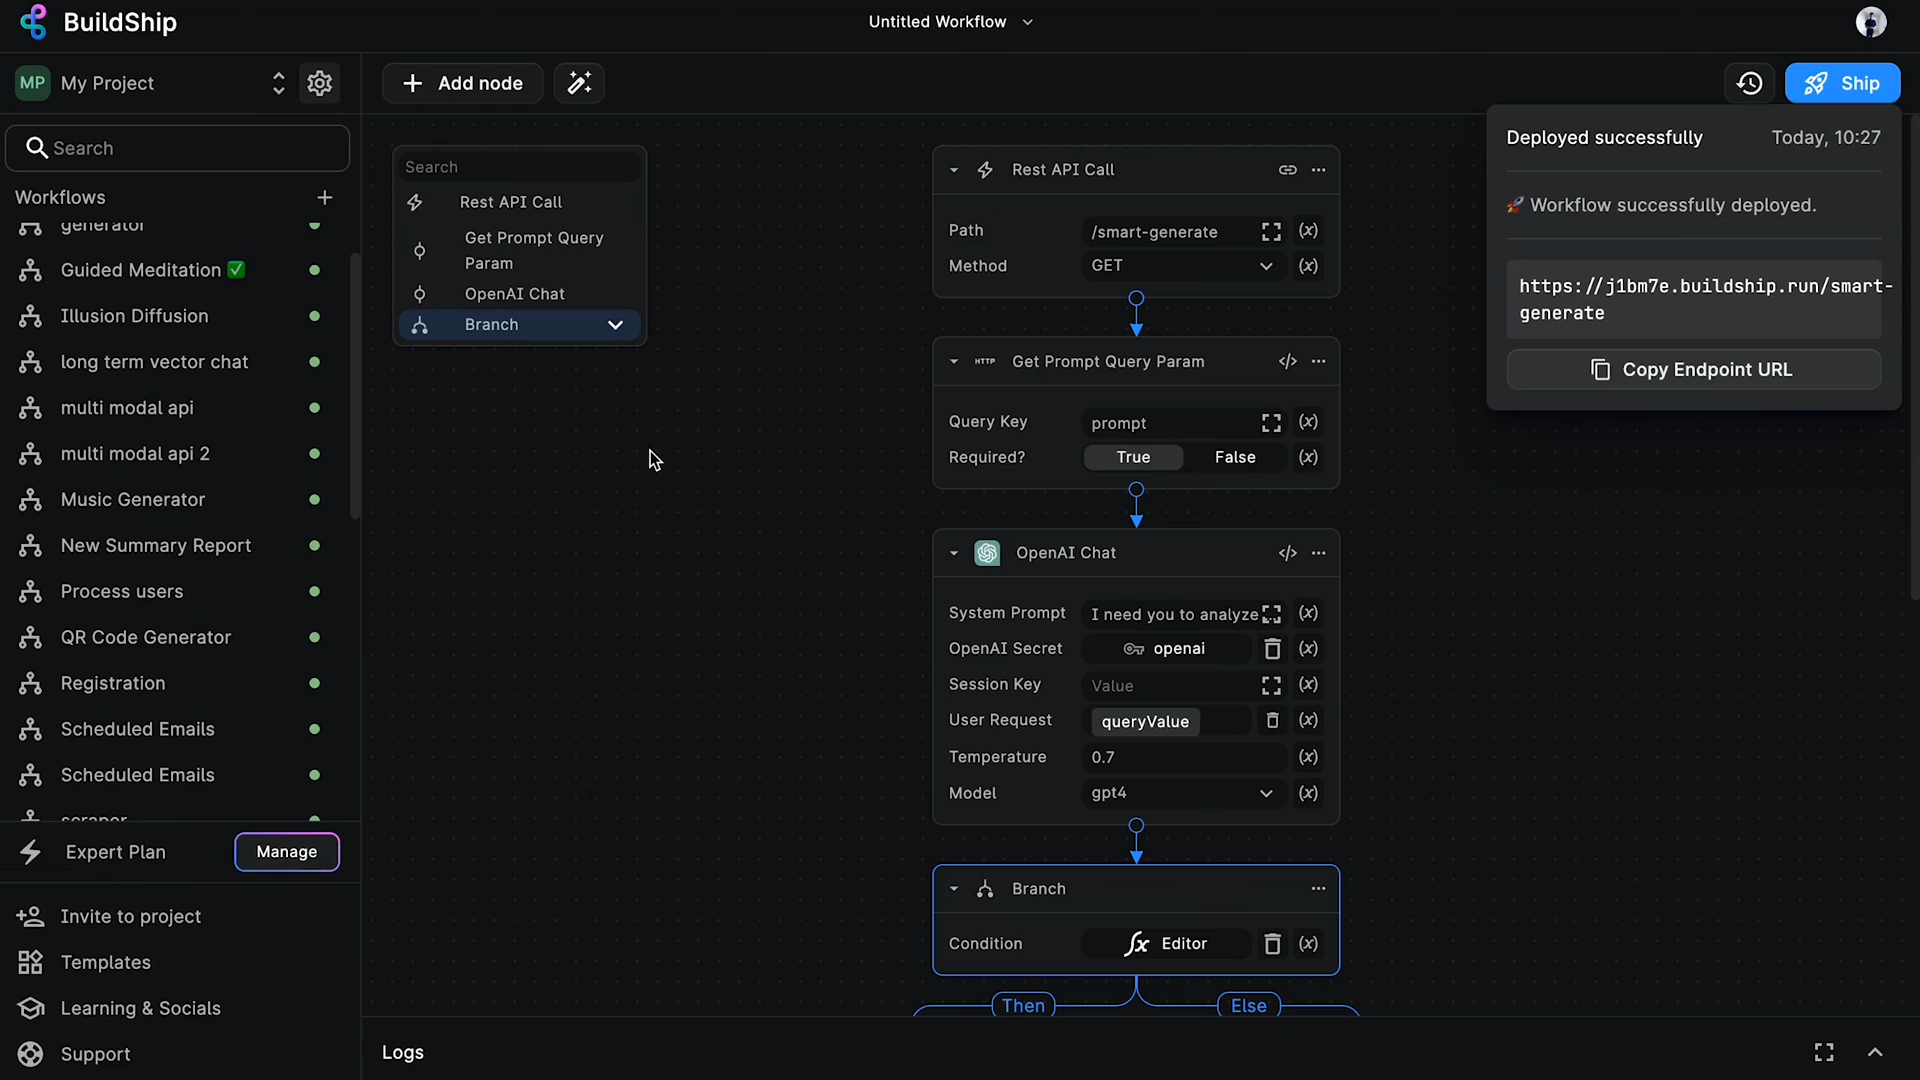 BuildShip
Untitled Workflow
MP My Project
Add node
Ship
Search
Workflows
generator
Guided Meditation ✅
Illusion Diffusion
long term vector chat
multi modal api
multi modal api 2
Music Generator
New Summary Report
Process users
QR Code Generator
Registration
Scheduled Emails
Scheduled Emails
scraper
Expert Plan Manage
Invite to project
Templates
Learning & Socials
Support
Search
Rest API Call
Get Prompt Query
Param
OpenAI Chat
Branch
Rest API Call
Path /smart-generate (x)
Method GET (x)
HTTP Get Prompt Query Param </>
Query Key prompt (x)
Required? True False (x)
OpenAI Chat </>
System Prompt I need you to analyze (x)
OpenAI Secret openai (x)
Session Key Value (x)
User Request queryValue (x)
Temperature 0.7 (x)
Model gpt4 (x)
Branch
Condition fx Editor (x)
Then Else
Deployed successfully Today, 10:27
🚀 Workflow successfully deployed.
https://j1bm7e.buildship.run/smart-
generate
Copy Endpoint URL
Logs